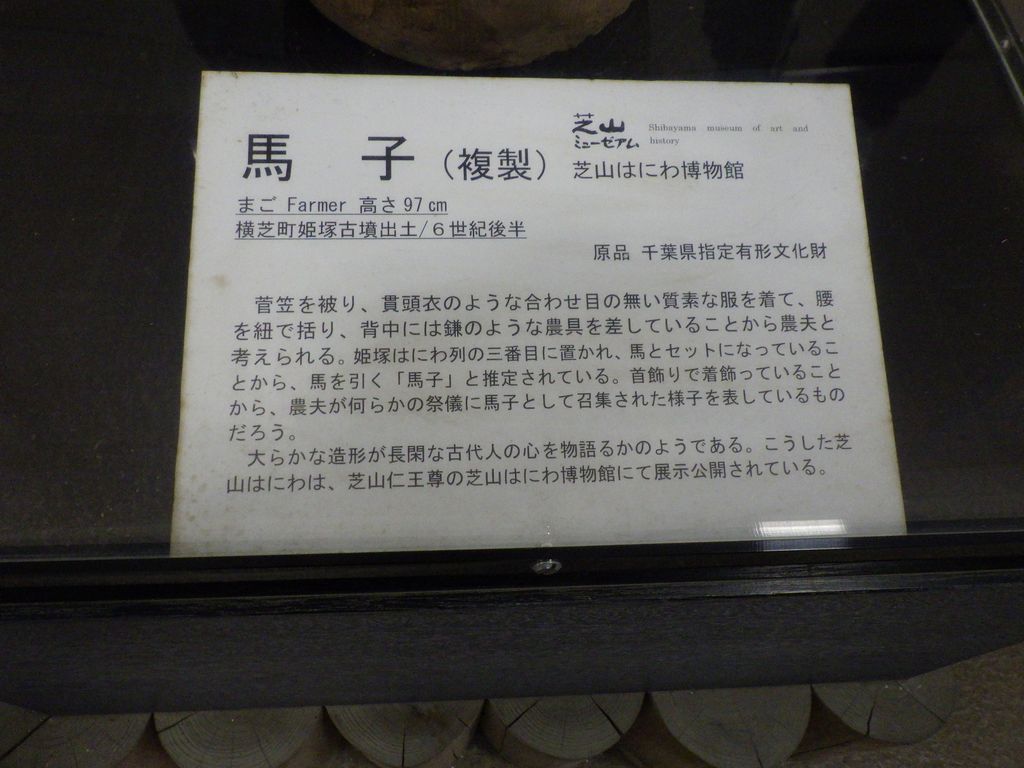 馬 子（複製）
芝山ミューゼアム
Shibayama museum of art and history
芝山はにわ博物館
まご Farmer 高さ97cm
横芝町姫塚古墳出土/６世紀後半
原品 千葉県指定有形文化財
菅笠を被り、貫頭衣のような合わせ目の無い質素な服を着て、腰
を紐で括り、背中には鎌のような農具を差していることから農夫と
考えられる。姫塚はにわ列の三番目に置かれ、馬とセットになっているこ
とから、馬を引く「馬子」と推定されている。首飾りで着飾っていること
から、農夫が何らかの祭儀に馬子として召集された様子を表しているもの
だろう。
大らかな造形が長閑な古代人の心を物語るかのようである。こうした芝
山はにわは、芝山仁王尊の芝山はにわ博物館にて展示公開されている。